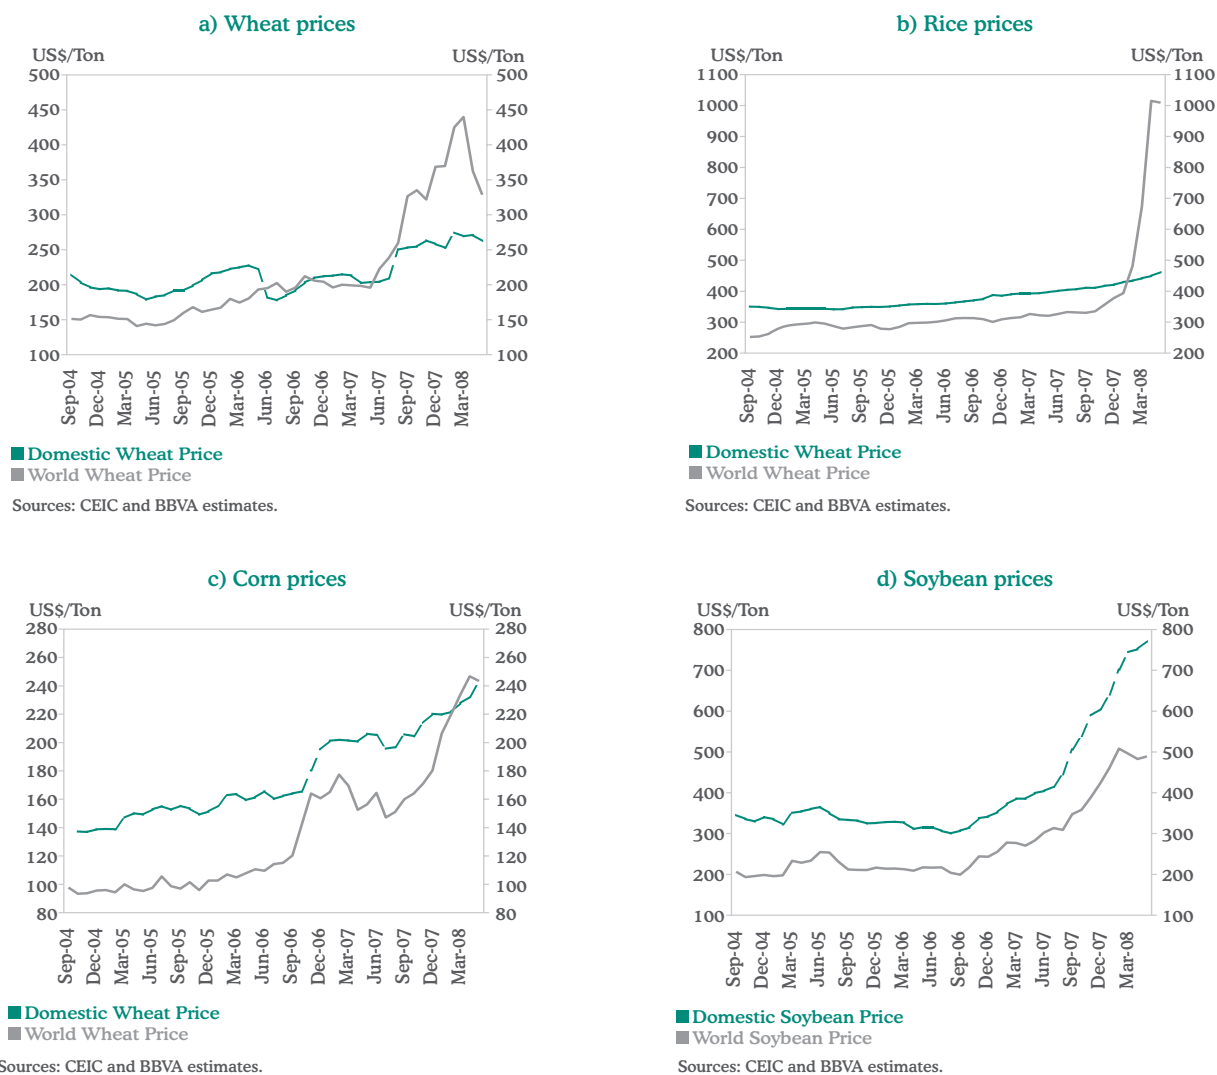 a) Wheat prices
US$/Ton US$/Ton
500 500
450 450
400 400
350 350
300 300
250 250
200 200
150 150
100 100
Sep-04 Dec-04 Mar-05 Jun-05 Sep-05 Dec-05 Mar-06 Jun-06 Sep-06 Dec-06 Mar-07 Jun-07 Sep-07 Dec-07 Mar-08
Domestic Wheat Price
World Wheat Price
Sources: CEIC and BBVA estimates.
b) Rice prices
US$/Ton US$/Ton
1100 1100
1000 1000
900 900
800 800
700 700
600 600
500 500
400 400
300 300
200 200
Sep-04 Dec-04 Mar-05 Jun-05 Sep-05 Dec-05 Mar-06 Jun-06 Sep-06 Dec-06 Mar-07 Jun-07 Sep-07 Dec-07 Mar-08
Domestic Wheat Price
World Wheat Price
Sources: CEIC and BBVA estimates.
c) Corn prices
US$/Ton US$/Ton
280 280
260 260
240 240
220 220
200 200
180 180
160 160
140 140
120 120
100 100
80 80
Sep-04 Dec-04 Mar-05 Jun-05 Sep-05 Dec-05 Mar-06 Jun-06 Sep-06 Dec-06 Mar-07 Jun-07 Sep-07 Dec-07 Mar-08
Domestic Wheat Price
World Wheat Price
Sources: CEIC and BBVA estimates.
d) Soybean prices
US$/Ton US$/Ton
800 800
700 700
600 600
500 500
400 400
300 300
200 200
100 100
Sep-04 Dec-04 Mar-05 Jun-05 Sep-05 Dec-05 Mar-06 Jun-06 Sep-06 Dec-06 Mar-07 Jun-07 Sep-07 Dec-07 Mar-08
Domestic Soybean Price
World Soybean Price
Sources: CEIC and BBVA estimates.